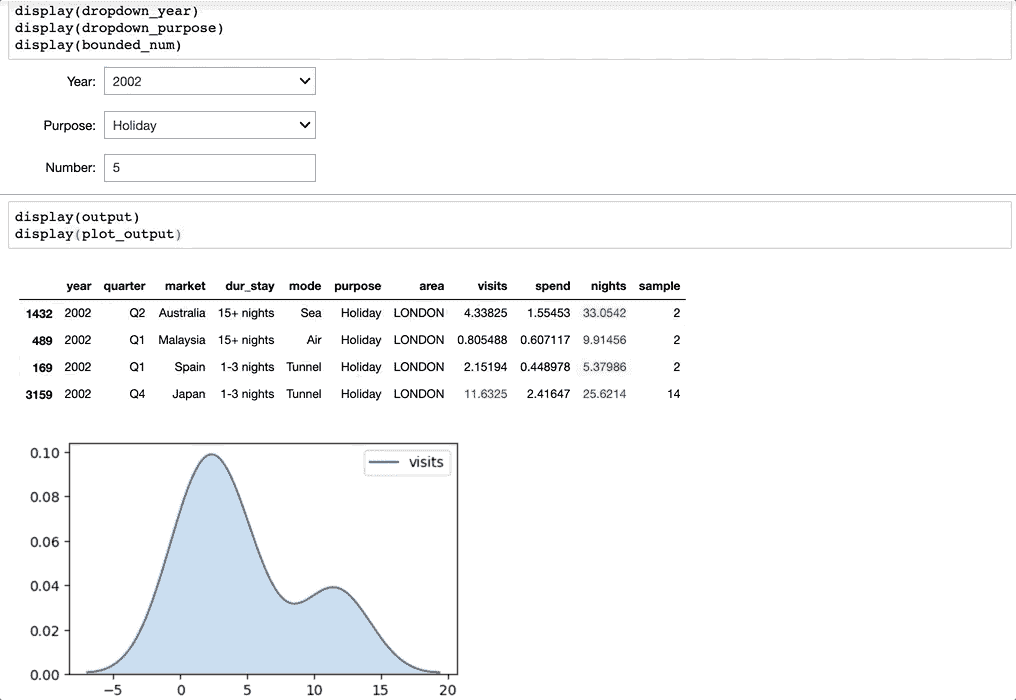 display(dropdown_year)
display(dropdown_purpose)
display(bounded_num)
Year: 2002
Purpose: Holiday
Number: 5
display(output)
display(plot_output)
year quarter market dur_stay mode purpose area visits spend nights sample
1432 2002 Q2 Australia 15+ nights Sea Holiday LONDON 4.33825 1.55453 33.0542 2
489 2002 Q1 Malaysia 15+ nights Air Holiday LONDON 0.805488 0.607117 9.91456 2
169 2002 Q1 Spain 1-3 nights Tunnel Holiday LONDON 2.15194 0.448978 5.37986 2
3159 2002 Q4 Japan 1-3 nights Tunnel Holiday LONDON 11.6325 2.41647 25.6214 14
visits
0.10
0.08
0.06
0.04
0.02
0.00
−5 0 5 10 15 20